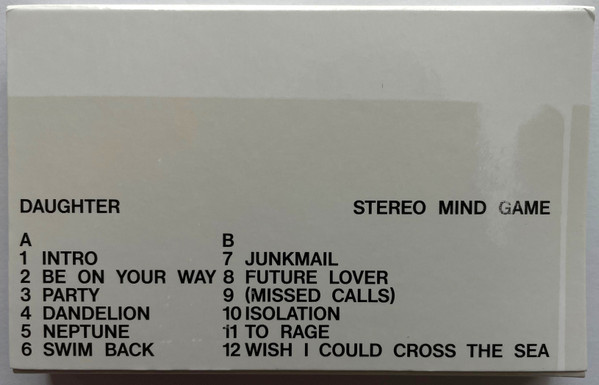 DAUGHTER STEREO MIND GAME
A
1 INTRO
2 BE ON YOUR WAY
3 PARTY
4 DANDELION
5 NEPTUNE
6 SWIM BACK
B
7 JUNKMAIL
8 FUTURE LOVER
9 (MISSED CALLS)
10 ISOLATION
11 TO RAGE
12 WISH I COULD CROSS THE SEA